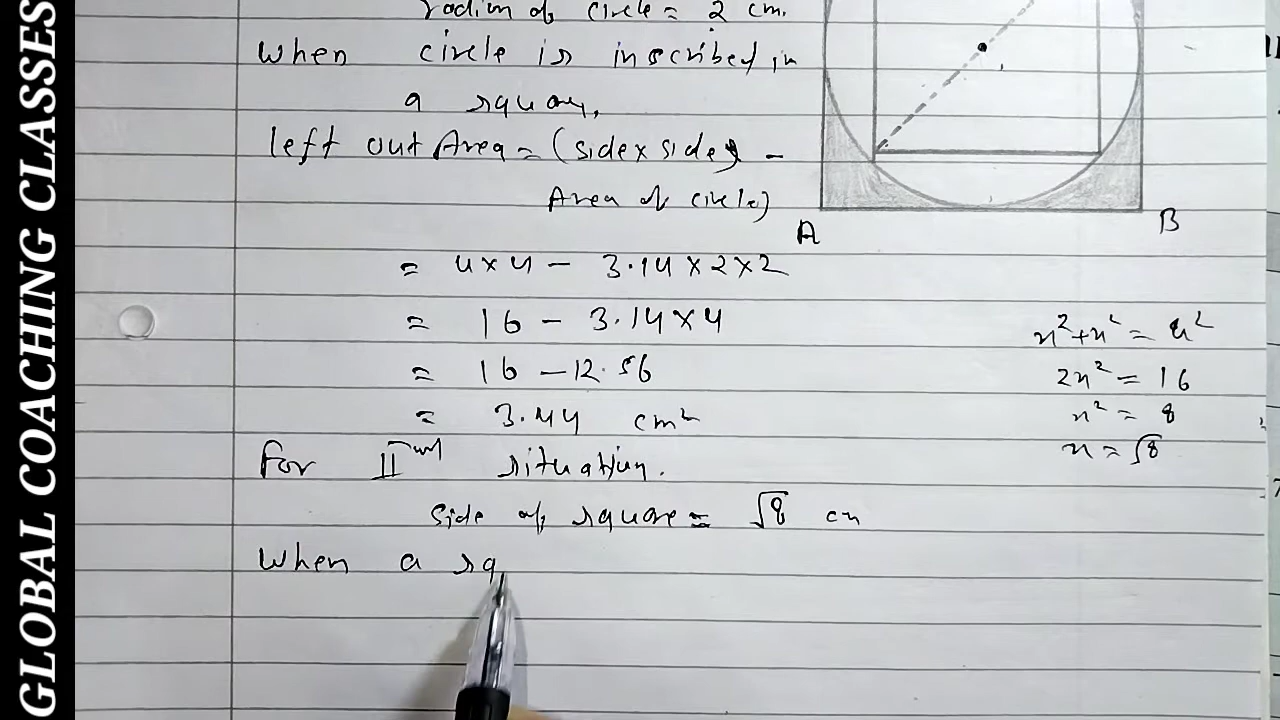 GLOBAL COACHING CLASSES
radius of circle = 2 cm.
When circle is inscribed in
a square,
left out Area = (side x side) -
Area of circle)
A
B
= 4 x 4 - 3.14 x 2 x 2
= 16 - 3.14 x 4
= 16 - 12.56
= 3.44 cm²
x² + x² = 4²
2x² = 16
x² = 8
x = √8
for IInd situation.
Side of square = √8 cm
When a sq